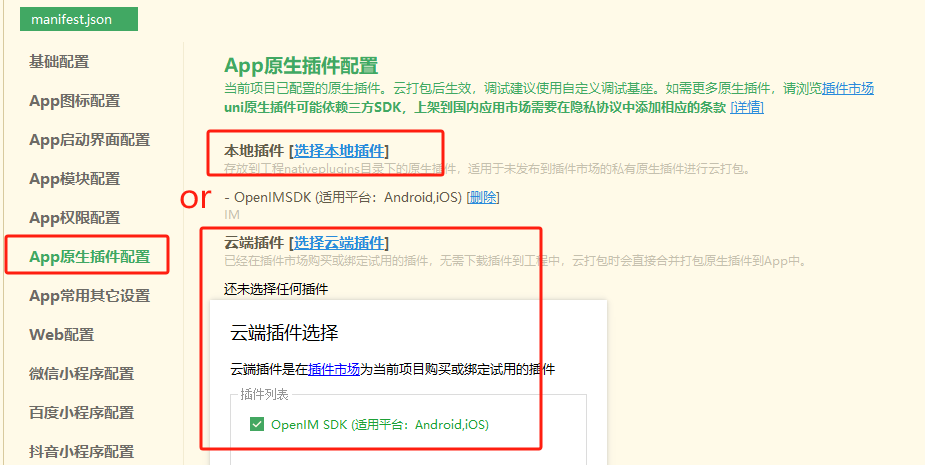 manifest.json
基础配置
App图标配置
App启动界面配置
App模块配置
App权限配置
App原生插件配置
App常用其它设置
Web配置
微信小程序配置
百度小程序配置
抖音小程序配置
App原生插件配置
当前项目已配置的原生插件。云打包后生效，调试建议使用自定义调试基座。如需更多原生插件，请浏览插件市场
uni原生插件可能依赖三方SDK，上架到国内应用市场需要在隐私协议中添加相应的条款 [详情]
本地插件 [选择本地插件]
存放到工程nativeplugins目录下的原生插件，适用于未发布到插件市场的私有原生插件进行云打包。
or
- OpenIMSDK (适用平台：Android,iOS) [删除]
IM
云端插件 [选择云端插件]
已经在插件市场购买或绑定试用的插件，无需下载插件到工程中，云打包时会直接合并打包原生插件到App中。
还未选择任何插件
云端插件选择
云端插件是在插件市场为当前项目购买或绑定试用的插件
插件列表
OpenIM SDK (适用平台：Android,iOS)